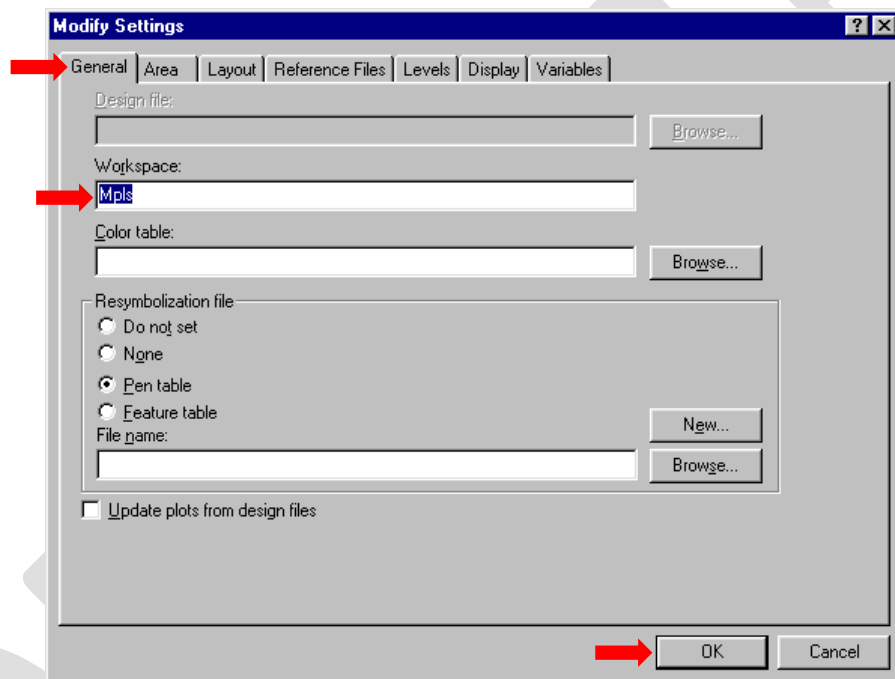 Modify Settings
General Area Layout Reference Files Levels Display Variables
Design file:
Browse...
Workspace:
Mpls
Color table:
Browse...
Resymbolization file
Do not set
None
Pen table
Feature table
New...
File name:
Browse...
Update plots from design files
OK Cancel